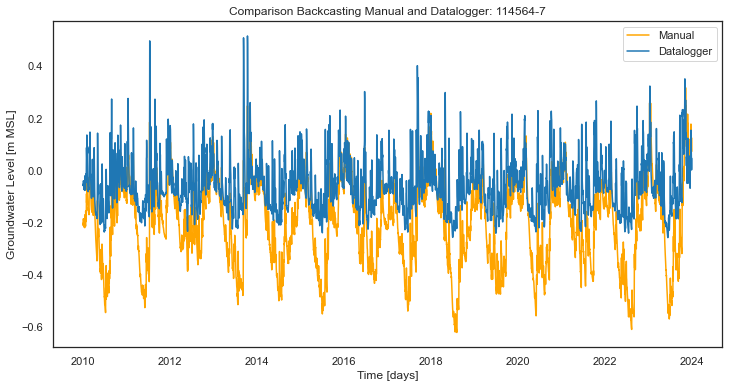 Comparison Backcasting Manual and Datalogger: 114564-7
Manual
Datalogger
Groundwater Level [m MSL]
0.4
0.2
0.0
−0.2
−0.4
−0.6
2010
2012
2014
2016
2018
2020
2022
2024
Time [days]